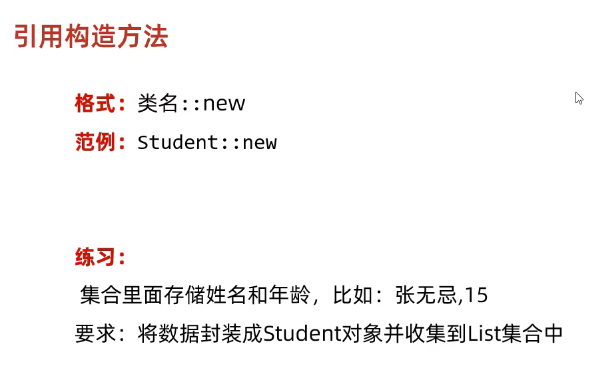 引用构造方法
格式：类名::new
范例：Student::new
练习：
集合里面存储姓名和年龄，比如：张无忌,15
要求：将数据封装成Student对象并收集到List集合中